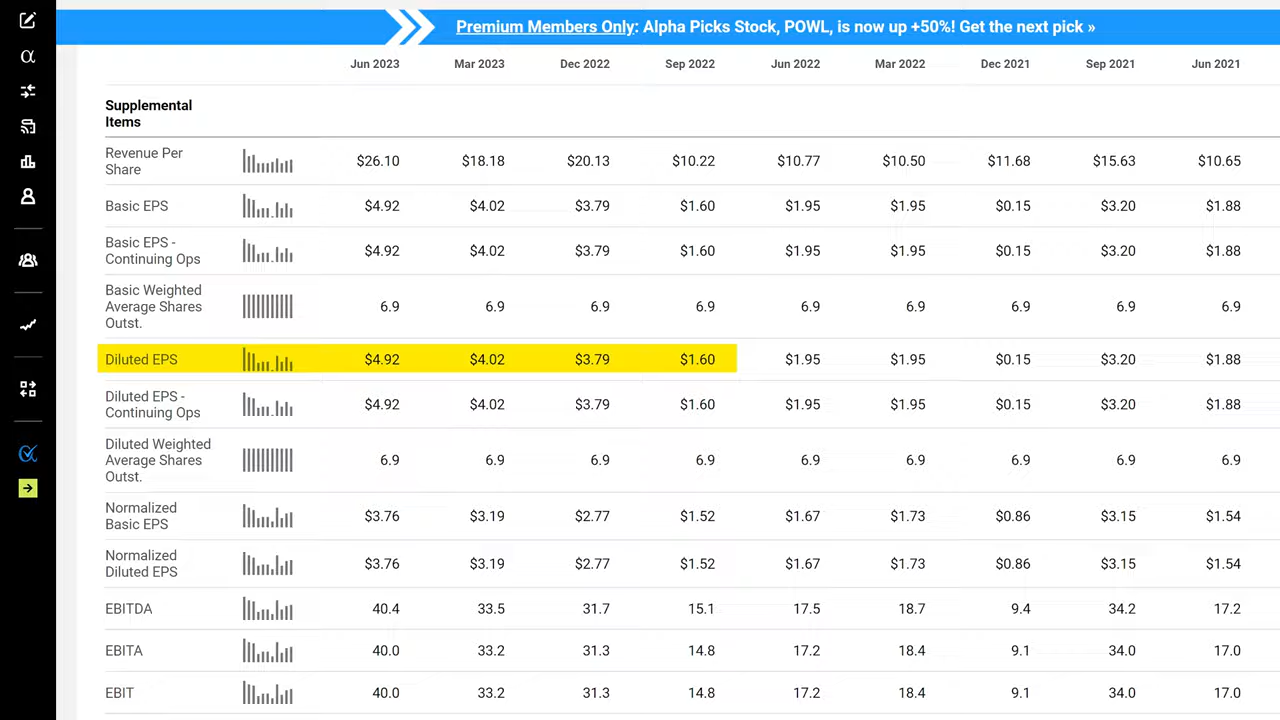 Premium Members Only: Alpha Picks Stock, POWL, is now up +50%! Get the next pick »
Jun 2023 Mar 2023 Dec 2022 Sep 2022 Jun 2022 Mar 2022 Dec 2021 Sep 2021 Jun 2021
Supplemental
Items
Revenue Per
Share $26.10 $18.18 $20.13 $10.22 $10.77 $10.50 $11.68 $15.63 $10.65
Basic EPS $4.92 $4.02 $3.79 $1.60 $1.95 $1.95 $0.15 $3.20 $1.88
Basic EPS -
Continuing Ops $4.92 $4.02 $3.79 $1.60 $1.95 $1.95 $0.15 $3.20 $1.88
Basic Weighted
Average Shares 6.9 6.9 6.9 6.9 6.9 6.9 6.9 6.9 6.9
Outst.
Diluted EPS $4.92 $4.02 $3.79 $1.60 $1.95 $1.95 $0.15 $3.20 $1.88
Diluted EPS -
Continuing Ops $4.92 $4.02 $3.79 $1.60 $1.95 $1.95 $0.15 $3.20 $1.88
Diluted Weighted
Average Shares 6.9 6.9 6.9 6.9 6.9 6.9 6.9 6.9 6.9
Outst.
Normalized
Basic EPS $3.76 $3.19 $2.77 $1.52 $1.67 $1.73 $0.86 $3.15 $1.54
Normalized
Diluted EPS $3.76 $3.19 $2.77 $1.52 $1.67 $1.73 $0.86 $3.15 $1.54
EBITDA 40.4 33.5 31.7 15.1 17.5 18.7 9.4 34.2 17.2
EBITA 40.0 33.2 31.3 14.8 17.2 18.4 9.1 34.0 17.0
EBIT 40.0 33.2 31.3 14.8 17.2 18.4 9.1 34.0 17.0